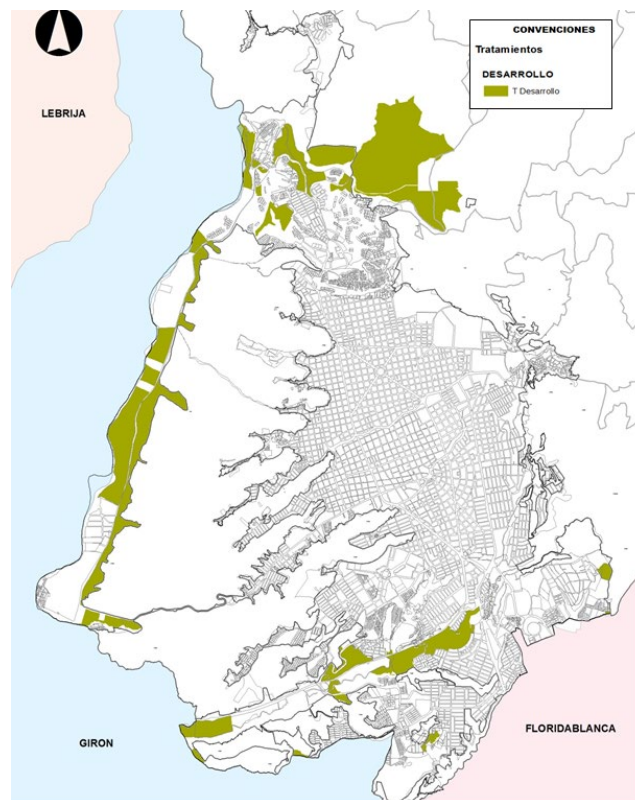 CONVENCIONES
Tratamientos
DESARROLLO
T Desarrollo
LEBRIJA
GIRON
FLORIDABLANCA